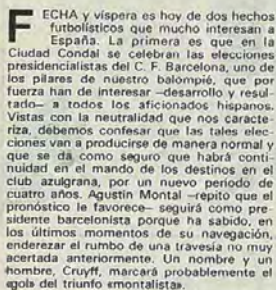 FECHA y víspera es hoy de dos hechos
futbolísticos que mucho interesan a
España. La primera es que en la
Ciudad Condal se celebran las elecciones
presidencialistas del C. F. Barcelona, uno de
los pilares de nuestro balompié, que por
fuerza han de interesar —desarrollo y resul-
tado— a todos los aficionados hispanos.
Vistas con la neutralidad que nos caracte-
riza, debemos confesar que las tales elec-
ciones van a producirse de manera normal y
que se da como seguro que habrá conti-
nuidad en el mando de los destinos en el
club azulgrana, por un nuevo período de
cuatro años. Agustín Montal —repito que el
pronóstico le favorece— seguirá como pre-
sidente barcelonista porque ha sabido, en
los últimos momentos de su navegación,
enderezar el rumbo de una travesía no muy
acertada anteriormente. Un nombre y un
hombre, Cruyff, marcará probablemente el
«gol» del triunfo «montalista».